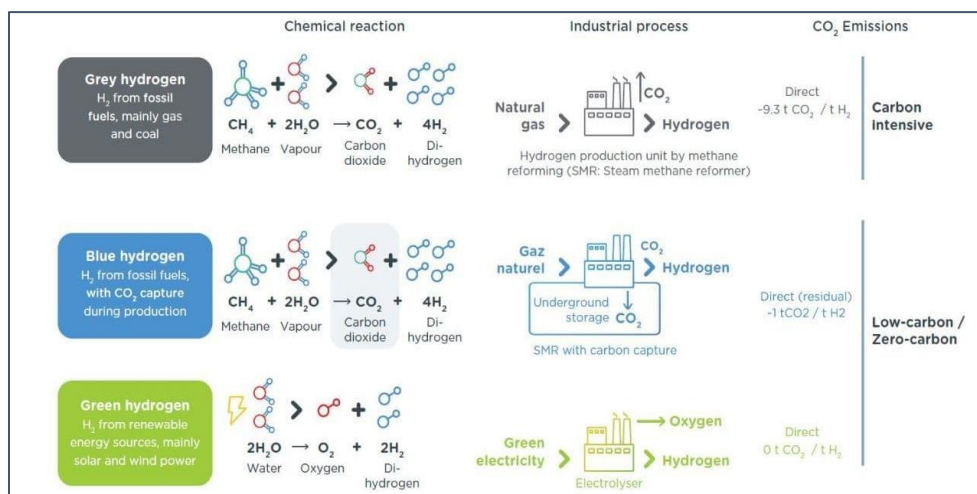 Chemical reaction
Industrial process
CO₂ Emissions
Grey hydrogen
H₂ from fossil
fuels, mainly gas
and coal
CH₄ + 2H₂O → CO₂ + 4H₂
Methane Vapour Carbon dioxide Di-hydrogen
Natural gas
CO₂
Hydrogen
Hydrogen production unit by methane
reforming (SMR: Steam methane reformer)
Direct
-9.3 t CO₂ / t H₂
Carbon
intensive
Blue hydrogen
H₂ from fossil fuels,
with CO₂ capture
during production
CH₄ + 2H₂O → CO₂ + 4H₂
Methane Vapour Carbon dioxide Di-hydrogen
Gaz naturel
CO₂
Hydrogen
Underground
storage
CO₂
SMR with carbon capture
Direct (residual)
-1 tCO2 / t H2
Low-carbon /
Zero-carbon
Green hydrogen
H₂ from renewable
energy sources, mainly
solar and wind power
2H₂O → O₂ + 2H₂
Water Oxygen Di-hydrogen
Green electricity
Oxygen
Hydrogen
Electrolyser
Direct
0 t CO₂ / t H₂